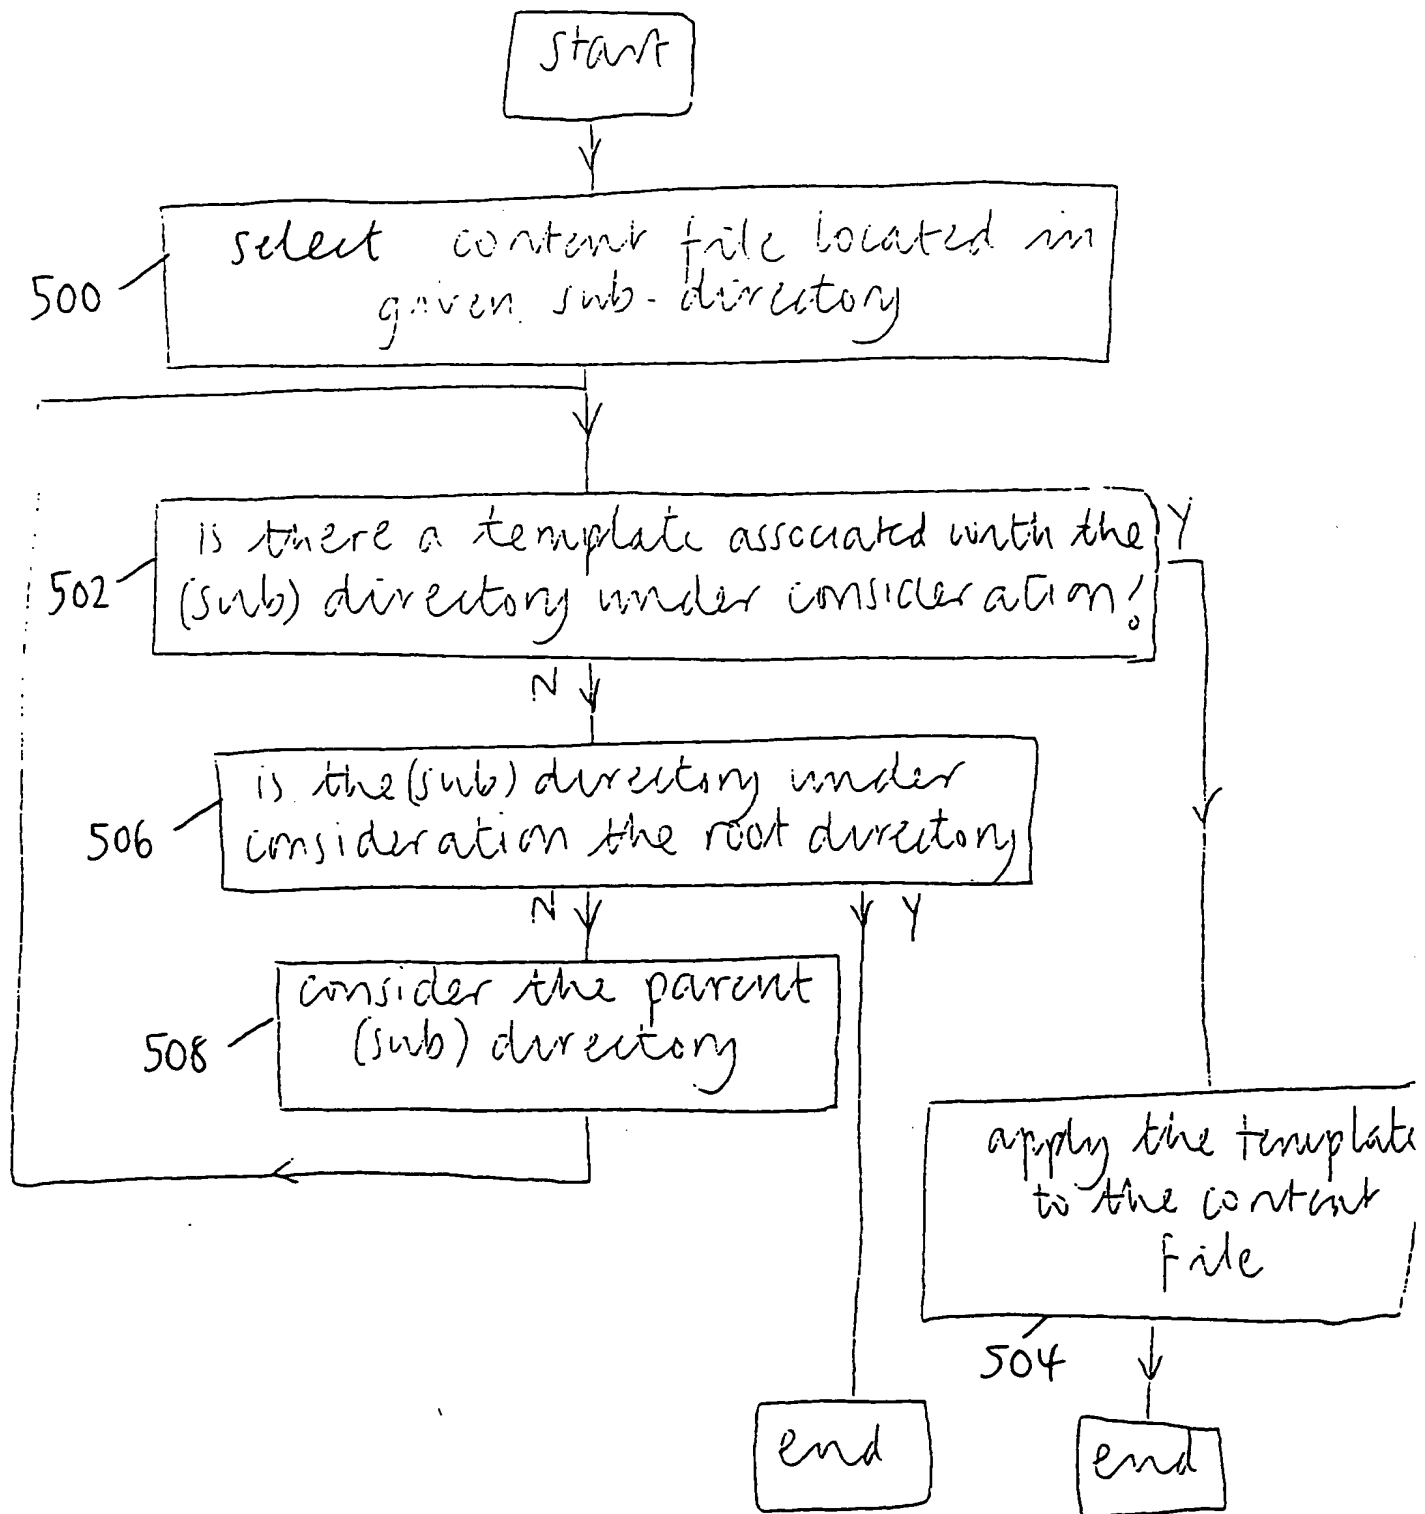 start
select content file located in
given sub-directory
500
is there a template associated with the
(sub) directory under consideration?
Y
502
N
is the (sub) directory under
consideration the root directory
506
N
Y
consider the parent
(sub) directory
508
apply the template
to the content
file
504
end
end